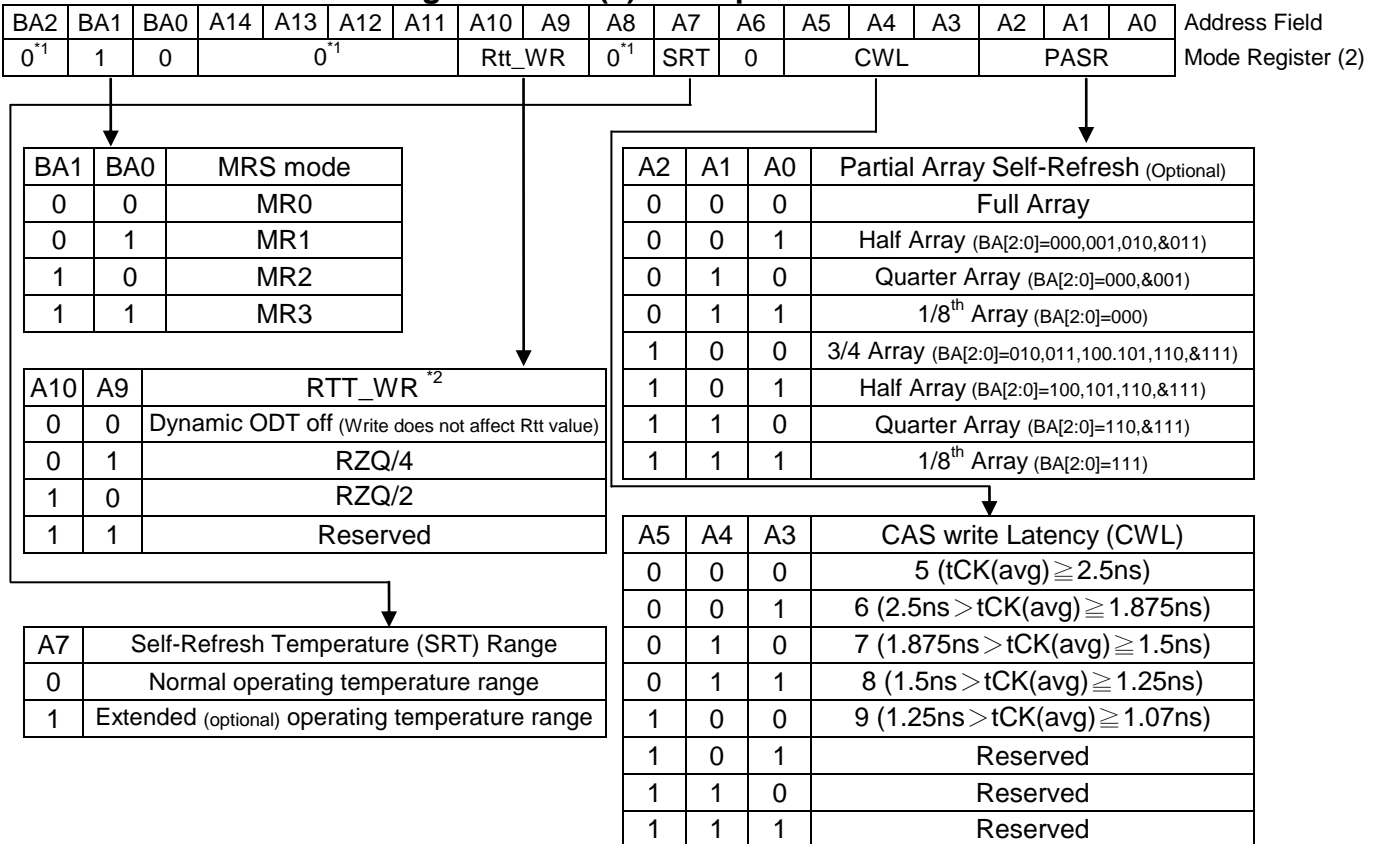 BA2 BA1 BA0 A14 A13 A12 A11 A10 A9 A8 A7 A6 A5 A4 A3 A2 A1 A0 Address Field
0*1 1 0 0*1 Rtt_WR 0*1 SRT 0 CWL PASR Mode Register (2)
BA1 BA0 MRS mode
0 0 MR0
0 1 MR1
1 0 MR2
1 1 MR3
A10 A9 RTT_WR *2
0 0 Dynamic ODT off (Write does not affect Rtt value)
0 1 RZQ/4
1 0 RZQ/2
1 1 Reserved
A7 Self-Refresh Temperature (SRT) Range
0 Normal operating temperature range
1 Extended (optional) operating temperature range
A2 A1 A0 Partial Array Self-Refresh (Optional)
0 0 0 Full Array
0 0 1 Half Array (BA[2:0]=000,001,010,&011)
0 1 0 Quarter Array (BA[2:0]=000,&001)
0 1 1 1/8th Array (BA[2:0]=000)
1 0 0 3/4 Array (BA[2:0]=010,011,100.101,110,&111)
1 0 1 Half Array (BA[2:0]=100,101,110,&111)
1 1 0 Quarter Array (BA[2:0]=110,&111)
1 1 1 1/8th Array (BA[2:0]=111)
A5 A4 A3 CAS write Latency (CWL)
0 0 0 5 (tCK(avg)≧2.5ns)
0 0 1 6 (2.5ns>tCK(avg)≧1.875ns)
0 1 0 7 (1.875ns>tCK(avg)≧1.5ns)
0 1 1 8 (1.5ns>tCK(avg)≧1.25ns)
1 0 0 9 (1.25ns>tCK(avg)≧1.07ns)
1 0 1 Reserved
1 1 0 Reserved
1 1 1 Reserved